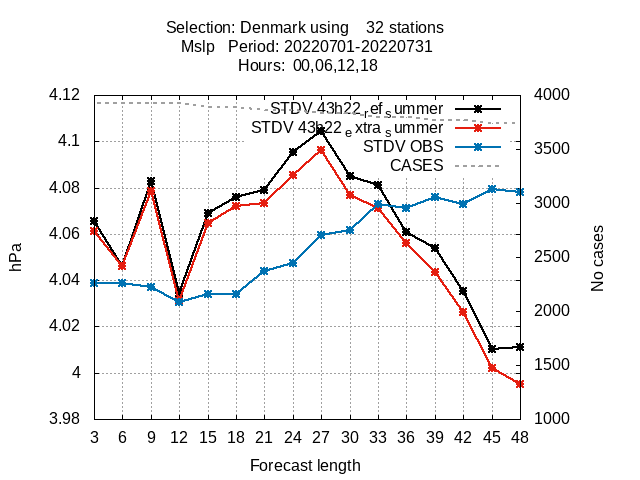 Selection: Denmark using    32 stations
Mslp   Period: 20220701-20220731
Hours:  00,06,12,18
4.12
4.1
4.08
4.06
4.04
4.02
4
3.98
hPa
STDV 43h22_ref_summer
STDV 43h22_extra_summer
STDV OBS
CASES
4000
3500
3000
2500
2000
1500
1000
No cases
3 6 9 12 15 18 21 24 27 30 33 36 39 42 45 48
Forecast length